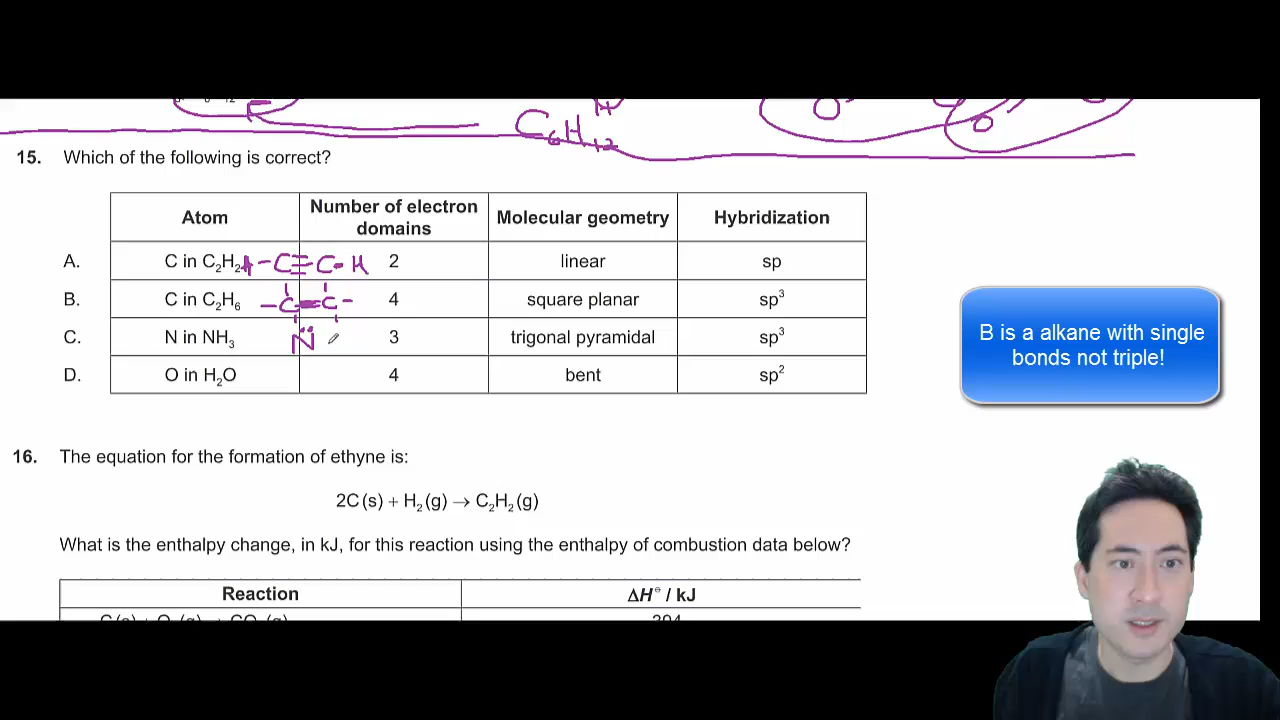 C₆H₁₂
15. Which of the following is correct?
Atom Number of electron domains Molecular geometry Hybridization
A. C in C₂H₂ H–C≡C–H 2 linear sp
B. C in C₂H₆ –C=C– 4 square planar sp³
C. N in NH₃ N 3 trigonal pyramidal sp³
D. O in H₂O 4 bent sp²
B is a alkane with single
bonds not triple!
16. The equation for the formation of ethyne is:
2C(s) + H₂(g) → C₂H₂(g)
What is the enthalpy change, in kJ, for this reaction using the enthalpy of combustion data below?
Reaction ΔH⊖ / kJ